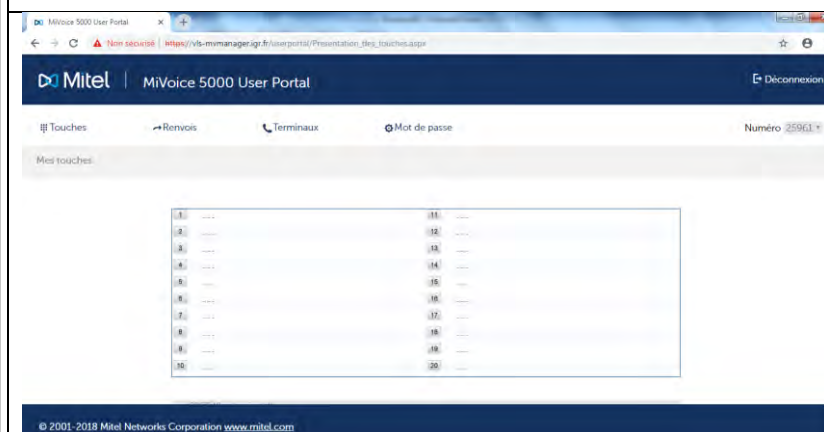 MiVoice 5000 User Portal
Non sécurisé | https://vls-mvmanager.igr.fr/userportal/Presentation_des_touches.aspx
Mitel | MiVoice 5000 User Portal
Déconnexion
Touches Renvois Terminaux Mot de passe Numéro 25961
Mes touches
1 ..... 11 .....
2 ..... 12 .....
3 ..... 13 .....
4 ..... 14 .....
5 ..... 15 .....
6 ..... 16 .....
7 ..... 17 .....
8 ..... 18 .....
9 ..... 19 .....
10 ..... 20 .....
© 2001-2018 Mitel Networks Corporation www.mitel.com